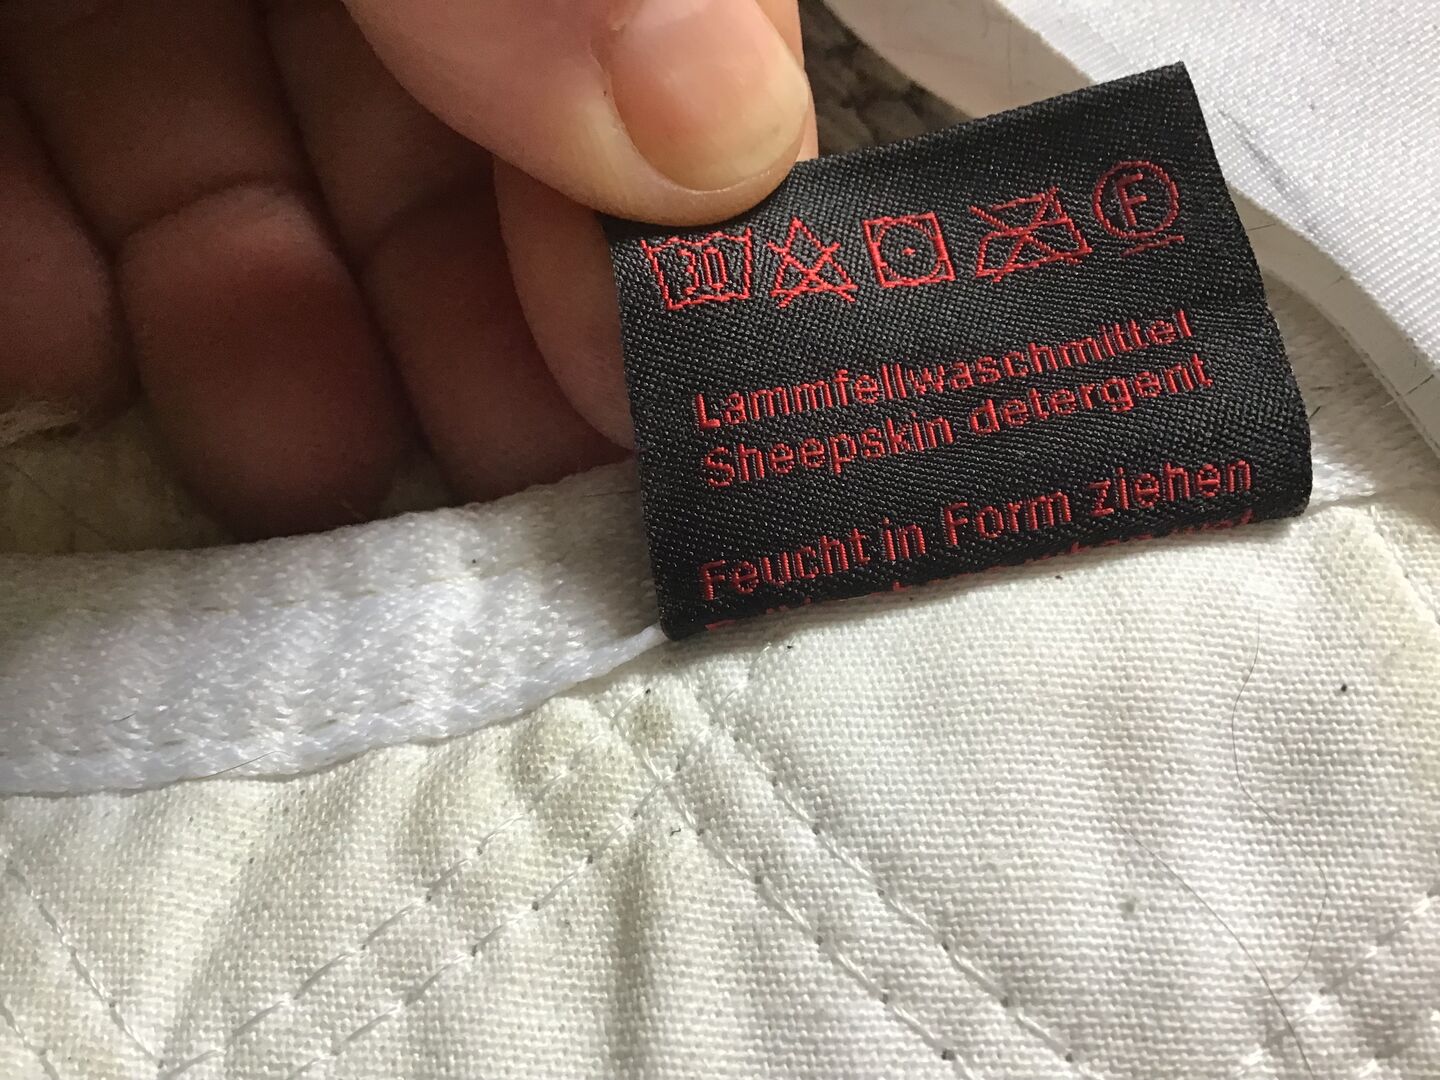 30 F
Lammfellwaschmittel
Sheepskin detergent
Feucht in Form ziehen